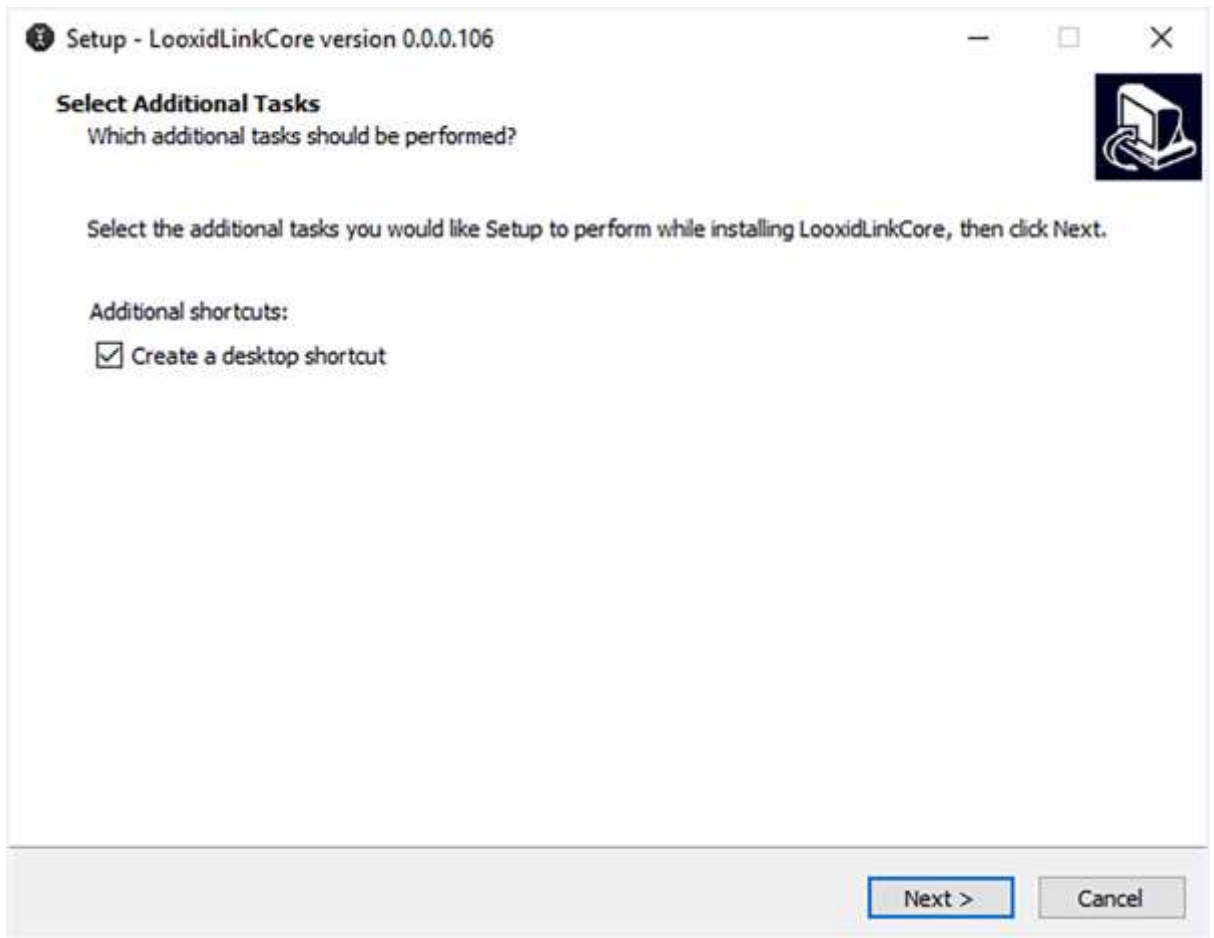 Setup - LooxidLinkCore version 0.0.0.106
Select Additional Tasks
Which additional tasks should be performed?
Select the additional tasks you would like Setup to perform while installing LooxidLinkCore, then click Next.
Additional shortcuts:
Create a desktop shortcut
Next >
Cancel